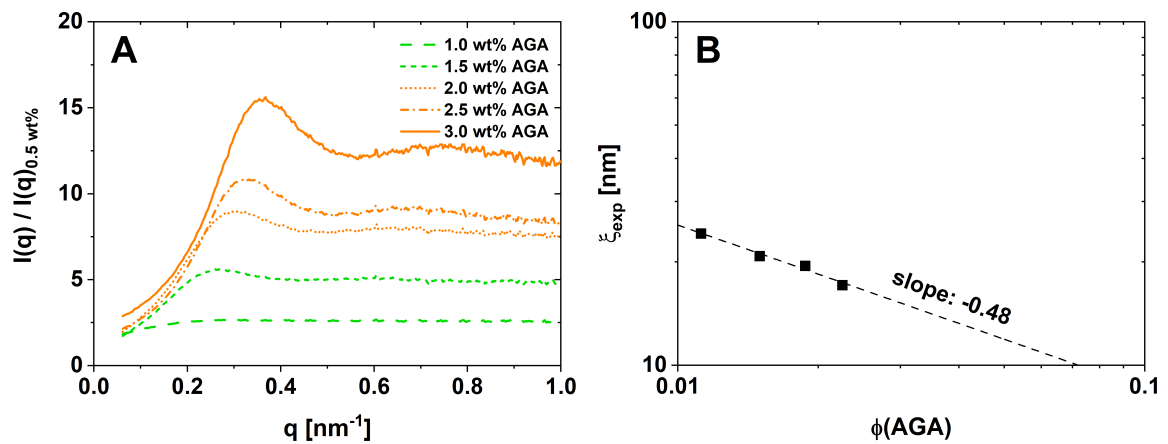 A
20
15
10
5
0
I(q) / I(q)0.5 wt%
0.0
0.2
0.4
0.6
0.8
1.0
q [nm-1]
1.0 wt% AGA
1.5 wt% AGA
2.0 wt% AGA
2.5 wt% AGA
3.0 wt% AGA
B
100
10
ξexp [nm]
slope: -0.48
0.01
0.1
ϕ(AGA)